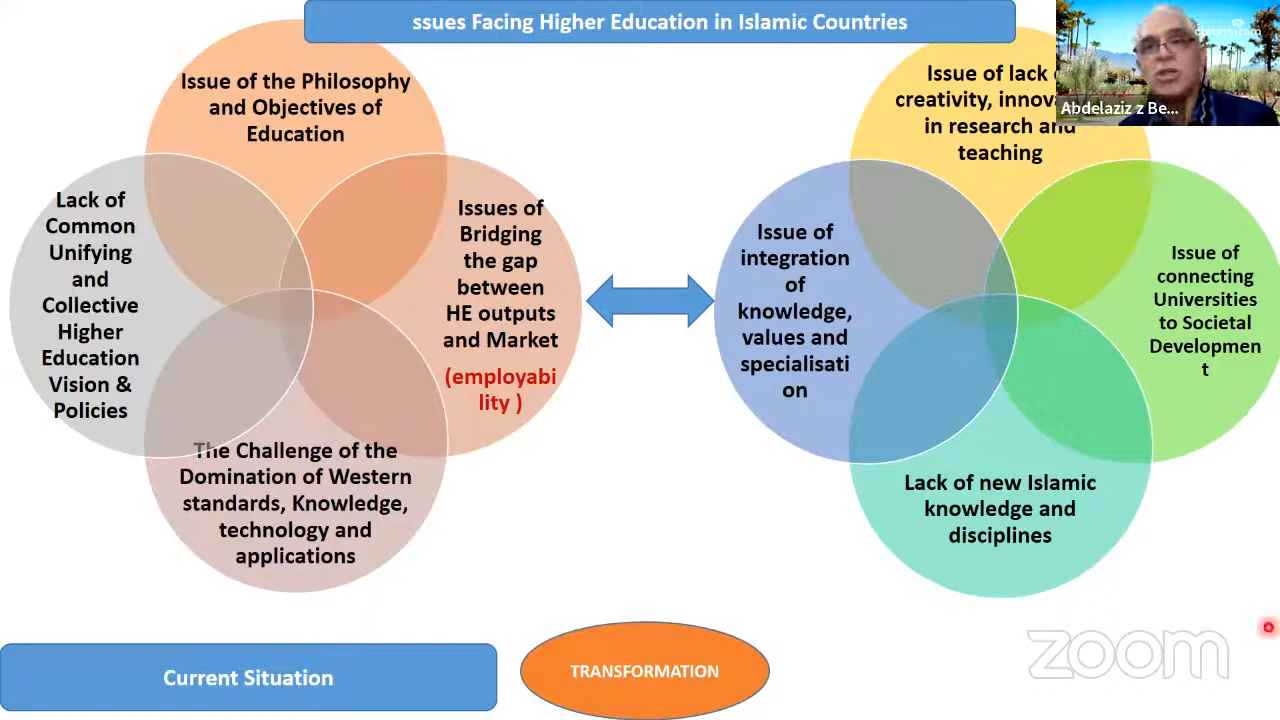 ssues Facing Higher Education in Islamic Countries
Issue of the Philosophy
and Objectives of
Education
Lack of
Common
Unifying
and
Collective
Higher
Education
Vision &
Policies
Issues of
Bridging
the gap
between
HE outputs
and Market
(employabi
lity )
The Challenge of the
Domination of Western
standards, Knowledge,
technology and
applications
Issue of lack
creativity,
in research and
teaching
Issue of
integration
of
knowledge,
values and
specialisati
on
Issue of
connecting
Universities
to Societal
Developmen
t
Lack of new Islamic
knowledge and
disciplines
Abdelaziz z Be...
Current Situation
TRANSFORMATION
zoom